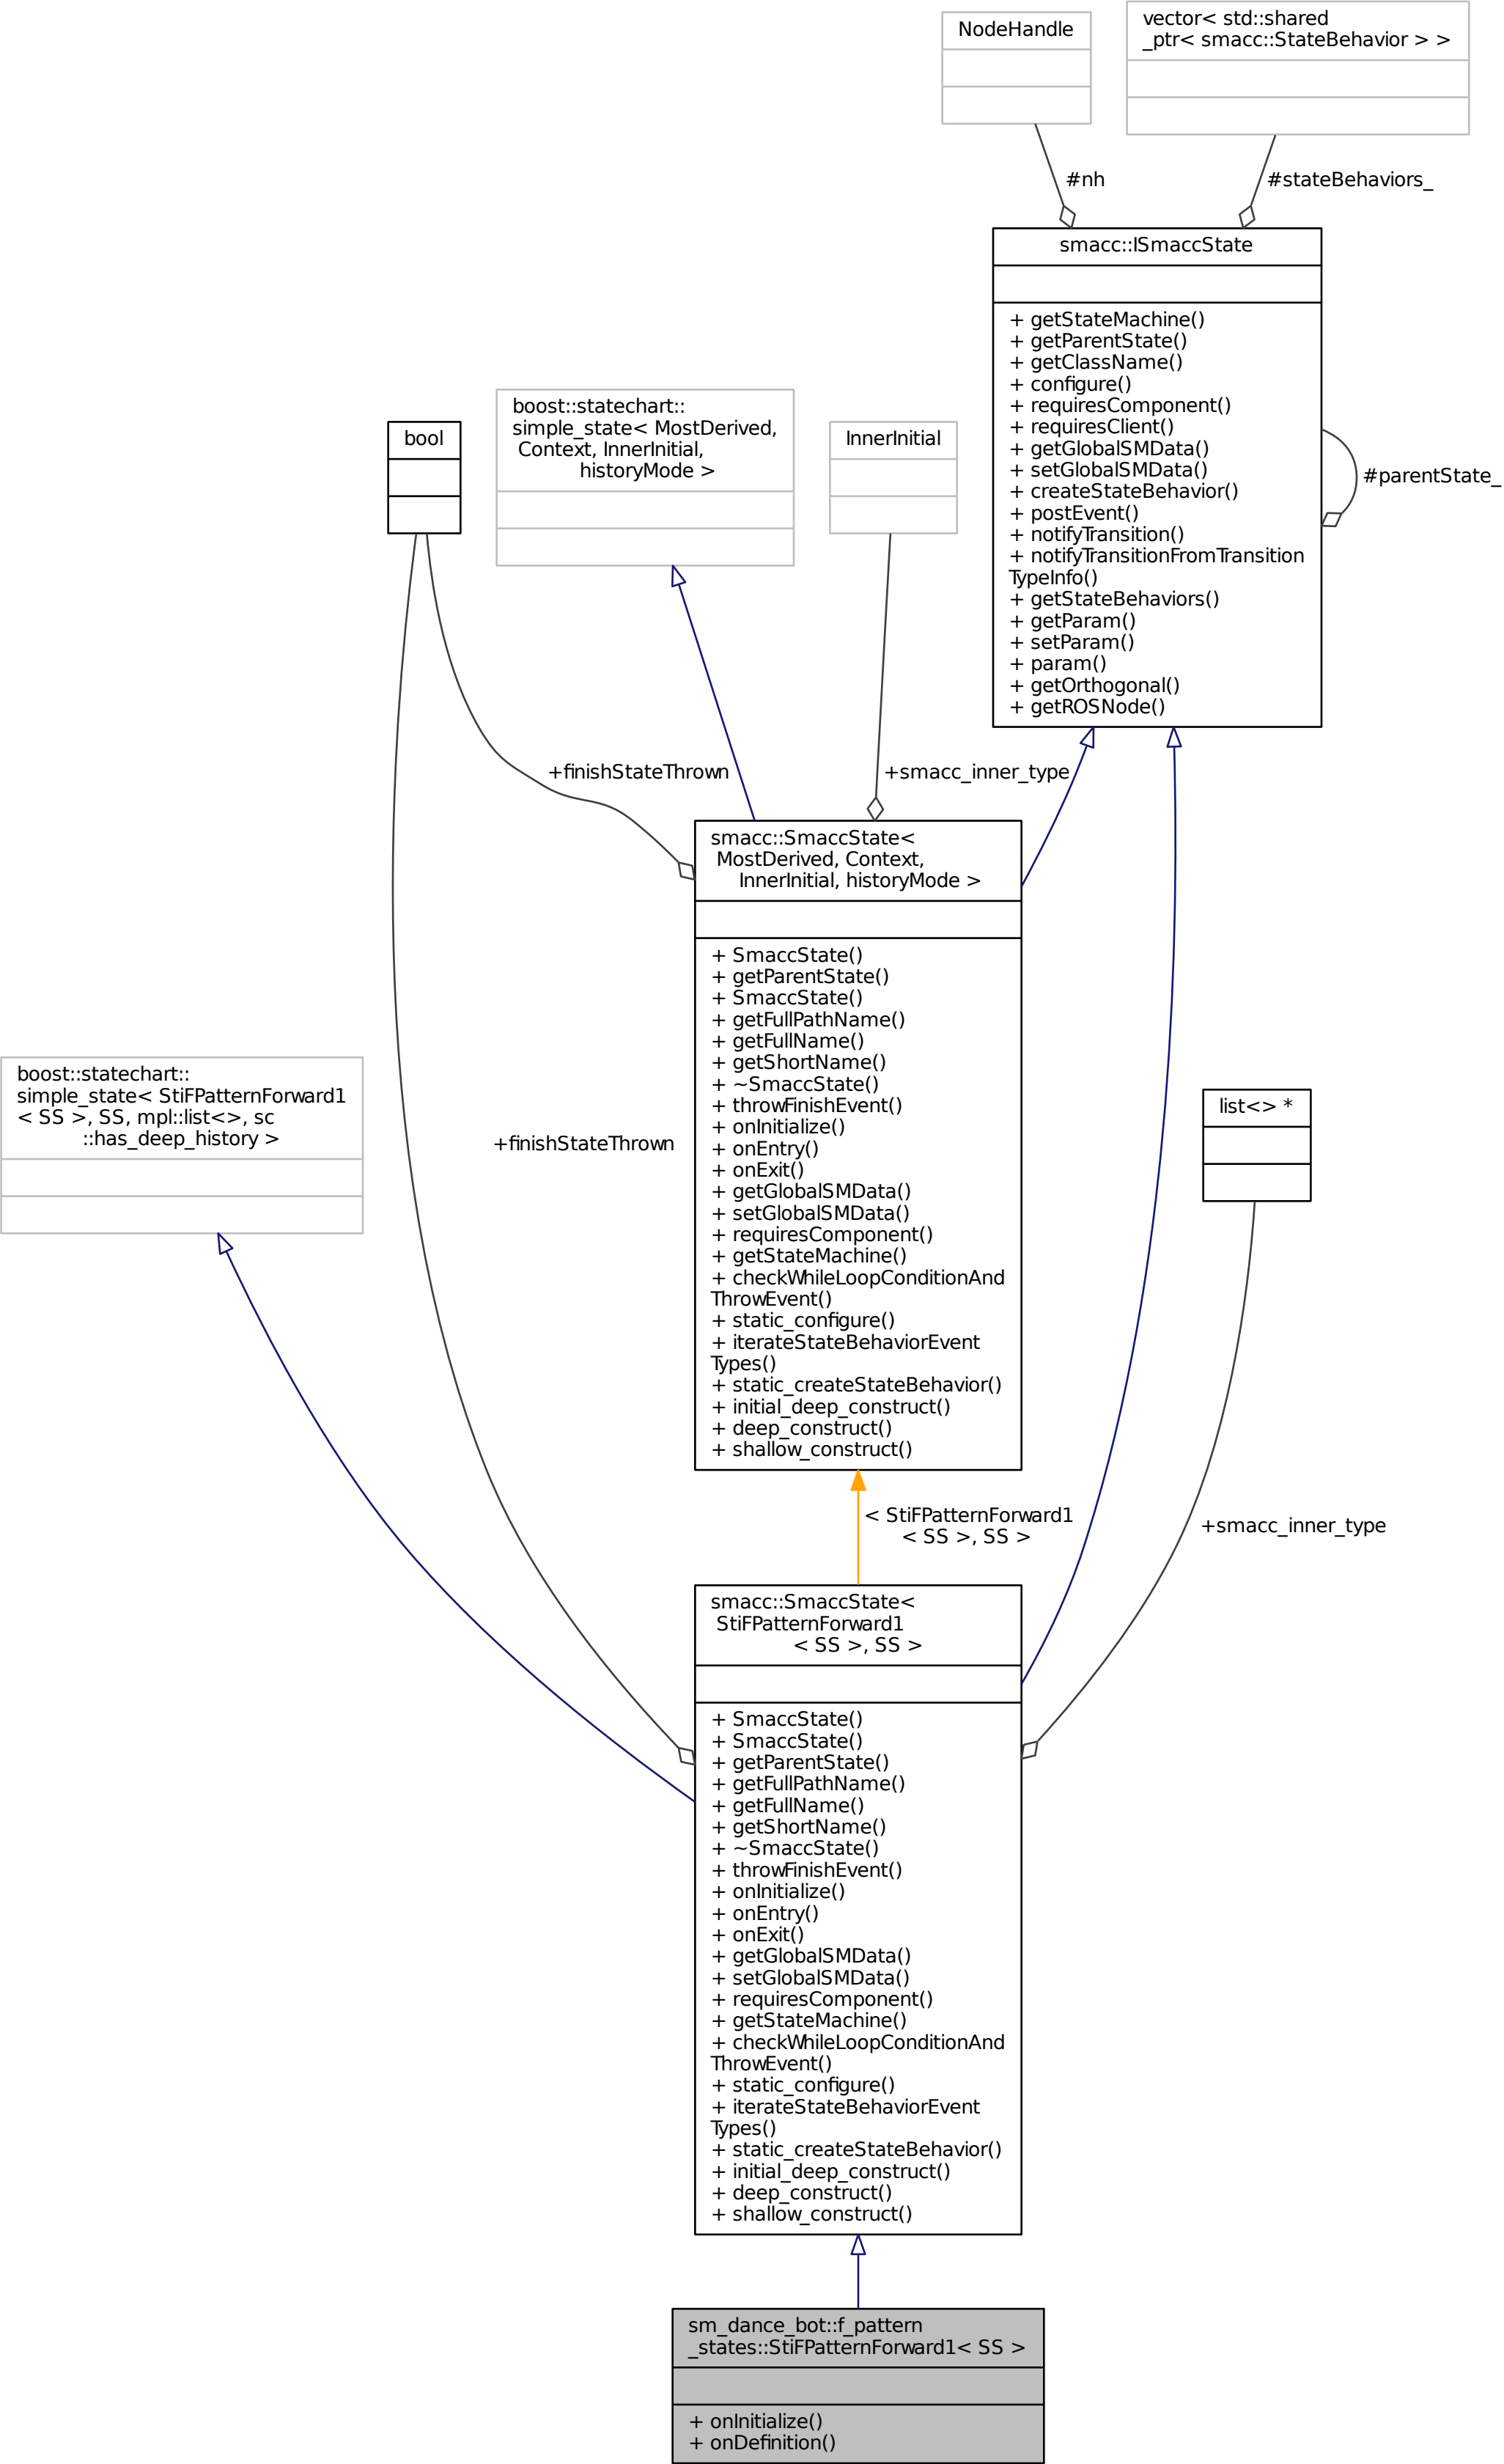 NodeHandle
vector< std::shared
_ptr< smacc::StateBehavior > >
#nh
#stateBehaviors_
smacc::ISmaccState
+ getStateMachine()
+ getParentState()
+ getClassName()
+ configure()
+ requiresComponent()
+ requiresClient()
+ getGlobalSMData()
+ setGlobalSMData()
+ createStateBehavior()
+ postEvent()
+ notifyTransition()
+ notifyTransitionFromTransition
TypeInfo()
+ getStateBehaviors()
+ getParam()
+ setParam()
+ param()
+ getOrthogonal()
+ getROSNode()
#parentState_
bool
boost::statechart::
simple_state< MostDerived,
Context, InnerInitial,
historyMode >
InnerInitial
+finishStateThrown
+smacc_inner_type
smacc::SmaccState<
MostDerived, Context,
InnerInitial, historyMode >
+ SmaccState()
+ getParentState()
+ SmaccState()
+ getFullPathName()
+ getFullName()
+ getShortName()
+ ~SmaccState()
+ throwFinishEvent()
+ onInitialize()
+ onEntry()
+ onExit()
+ getGlobalSMData()
+ setGlobalSMData()
+ requiresComponent()
+ getStateMachine()
+ checkWhileLoopConditionAnd
ThrowEvent()
+ static_configure()
+ iterateStateBehaviorEvent
Types()
+ static_createStateBehavior()
+ initial_deep_construct()
+ deep_construct()
+ shallow_construct()
boost::statechart::
simple_state< StiFPatternForward1
< SS >, SS, mpl::list<>, sc
::has_deep_history >
+finishStateThrown
list<> *
< StiFPatternForward1
< SS >, SS >
+smacc_inner_type
smacc::SmaccState<
StiFPatternForward1
< SS >, SS >
+ SmaccState()
+ SmaccState()
+ getParentState()
+ getFullPathName()
+ getFullName()
+ getShortName()
+ ~SmaccState()
+ throwFinishEvent()
+ onInitialize()
+ onEntry()
+ onExit()
+ getGlobalSMData()
+ setGlobalSMData()
+ requiresComponent()
+ getStateMachine()
+ checkWhileLoopConditionAnd
ThrowEvent()
+ static_configure()
+ iterateStateBehaviorEvent
Types()
+ static_createStateBehavior()
+ initial_deep_construct()
+ deep_construct()
+ shallow_construct()
sm_dance_bot::f_pattern
_states::StiFPatternForward1< SS >
+ onInitialize()
+ onDefinition()